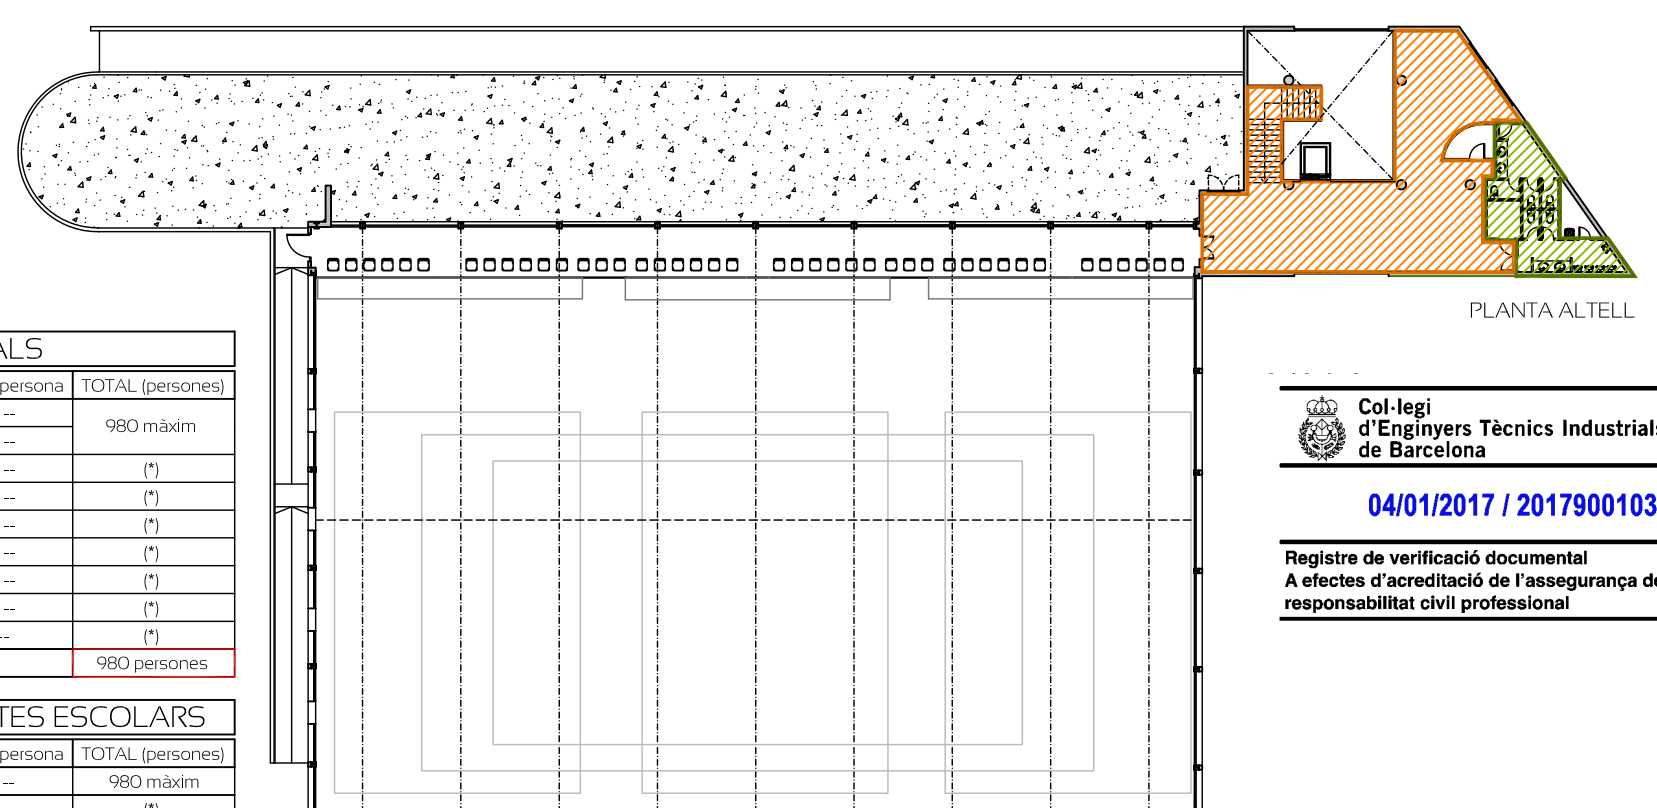 PLANTA ALTELL
ALS
persona TOTAL (persones)
-- 980 màxim
--
-- (*)
-- (*)
-- (*)
-- (*)
-- (*)
-- (*)
-- (*)
980 persones
TES ESCOLARS
persona TOTAL (persones)
-- 980 màxim
(*)
Col·legi
d'Enginyers Tècnics Industrials
de Barcelona
04/01/2017 / 2017900103
Registre de verificació documental
A efectes d'acreditació de l'assegurança de
responsabilitat civil professional